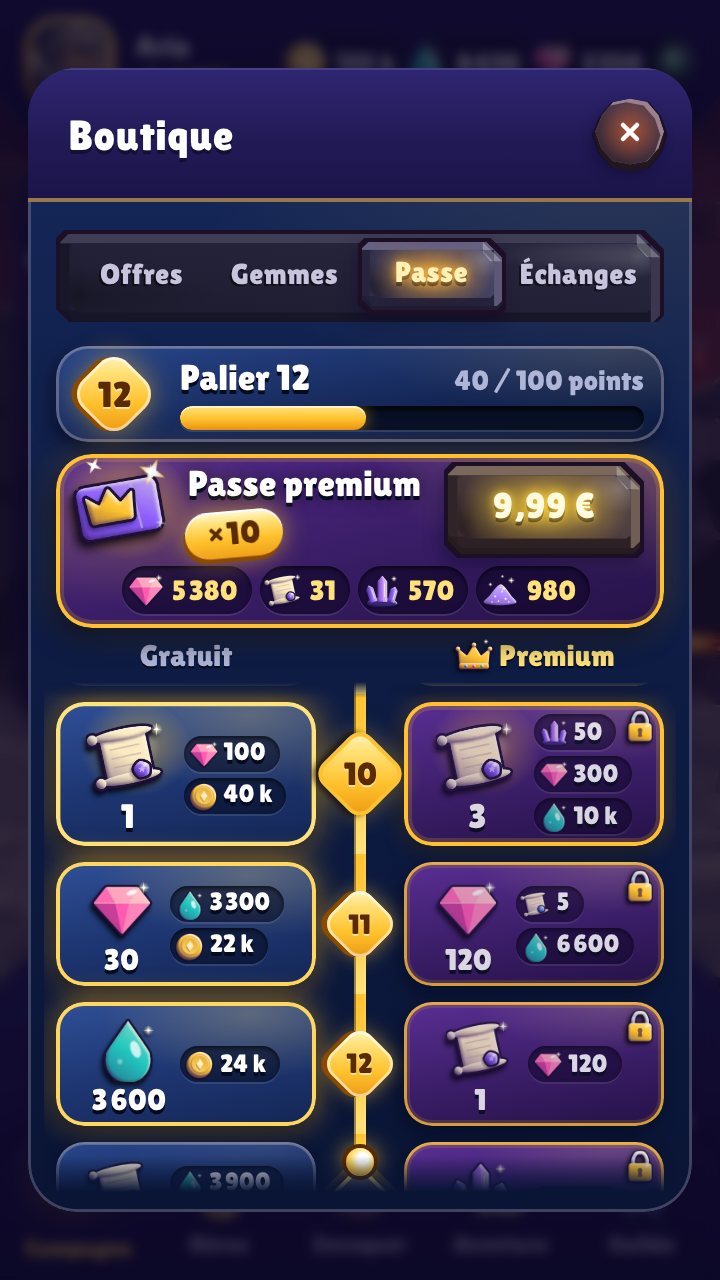 Boutique
Offres Gemmes Passe Échanges
12 Palier 12 40 / 100 points
Passe premium 9,99 €
×10
5380 31 570 980
Gratuit Premium
1 100 40 k 10 3 50 300 10 k
30 3300 22 k 11 120 5 6600
3600 24 k 12 1 120
3900